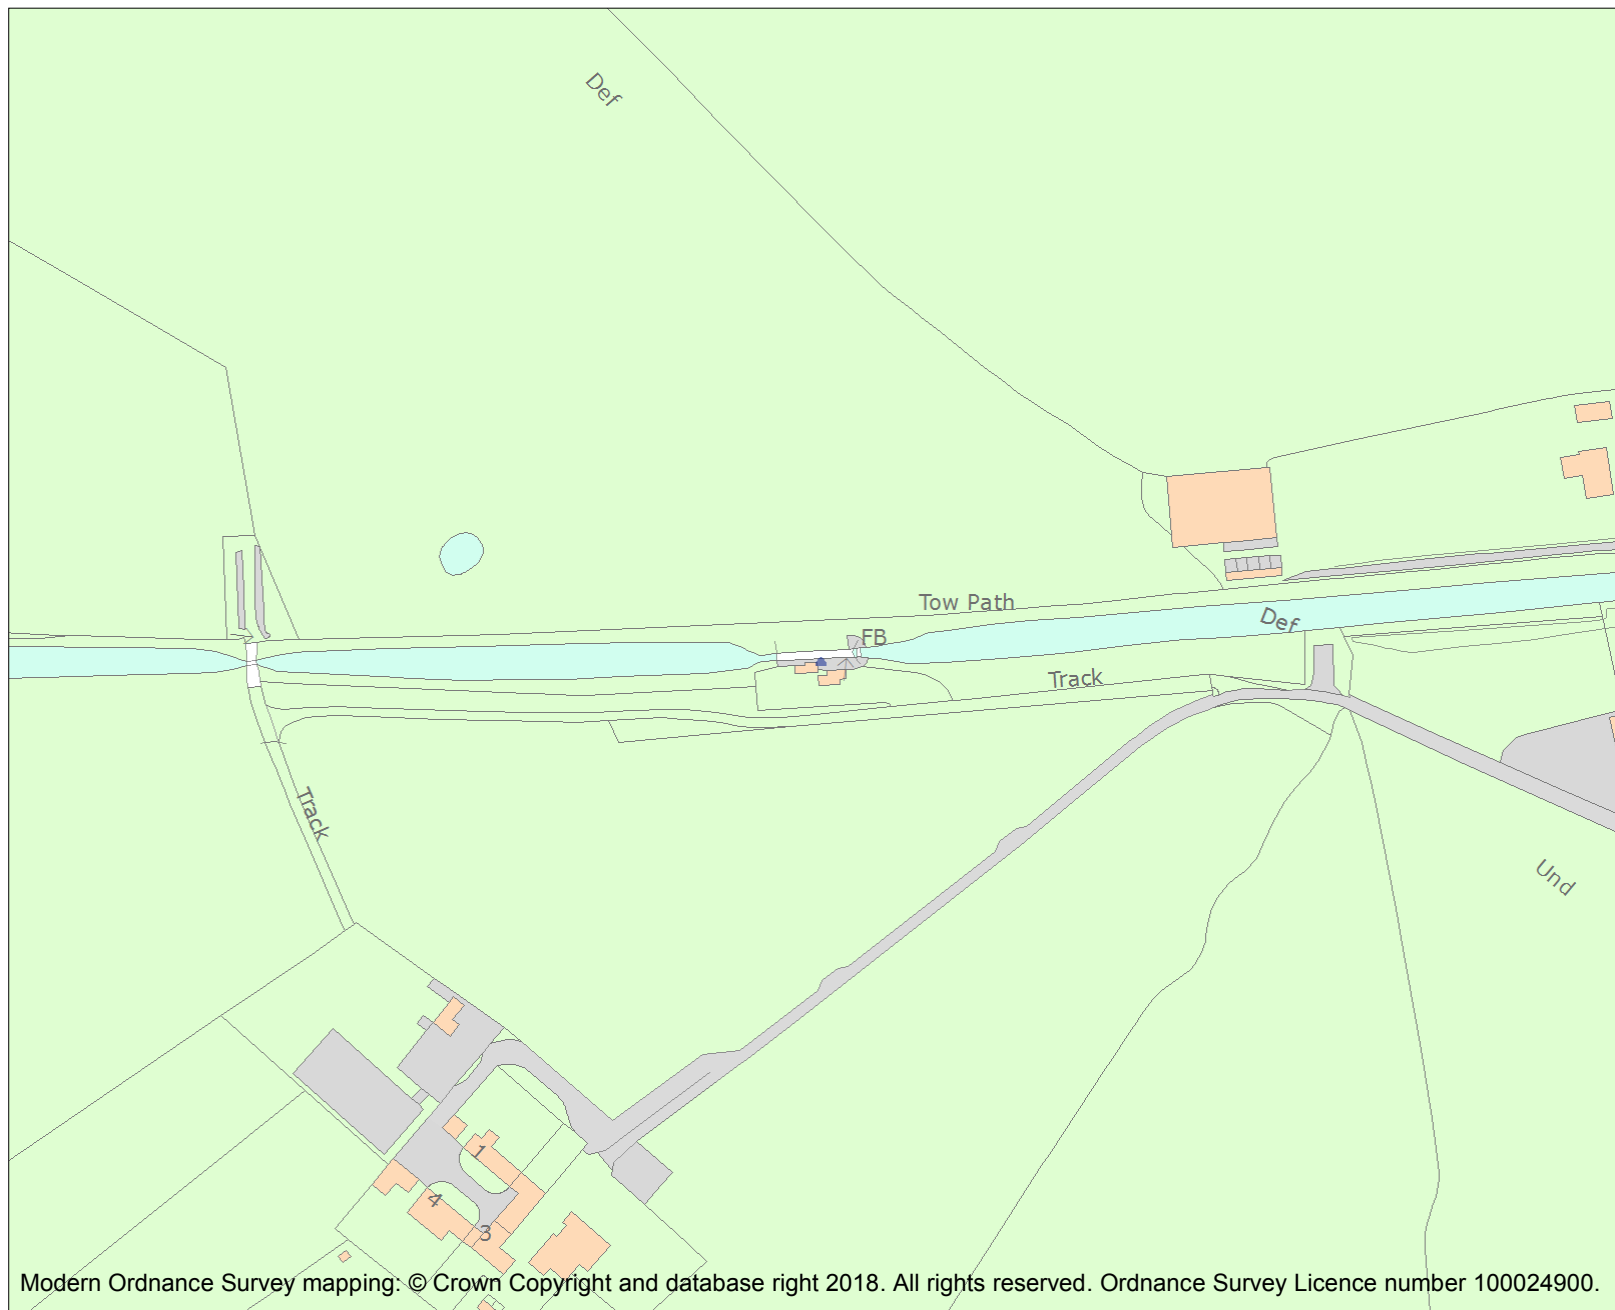 Def
Tow Path
FB
Def
Track
Track
Und
1
4
3
Modern Ordnance Survey mapping: © Crown Copyright and database right 2018. All rights reserved. Ordnance Survey Licence number 100024900.